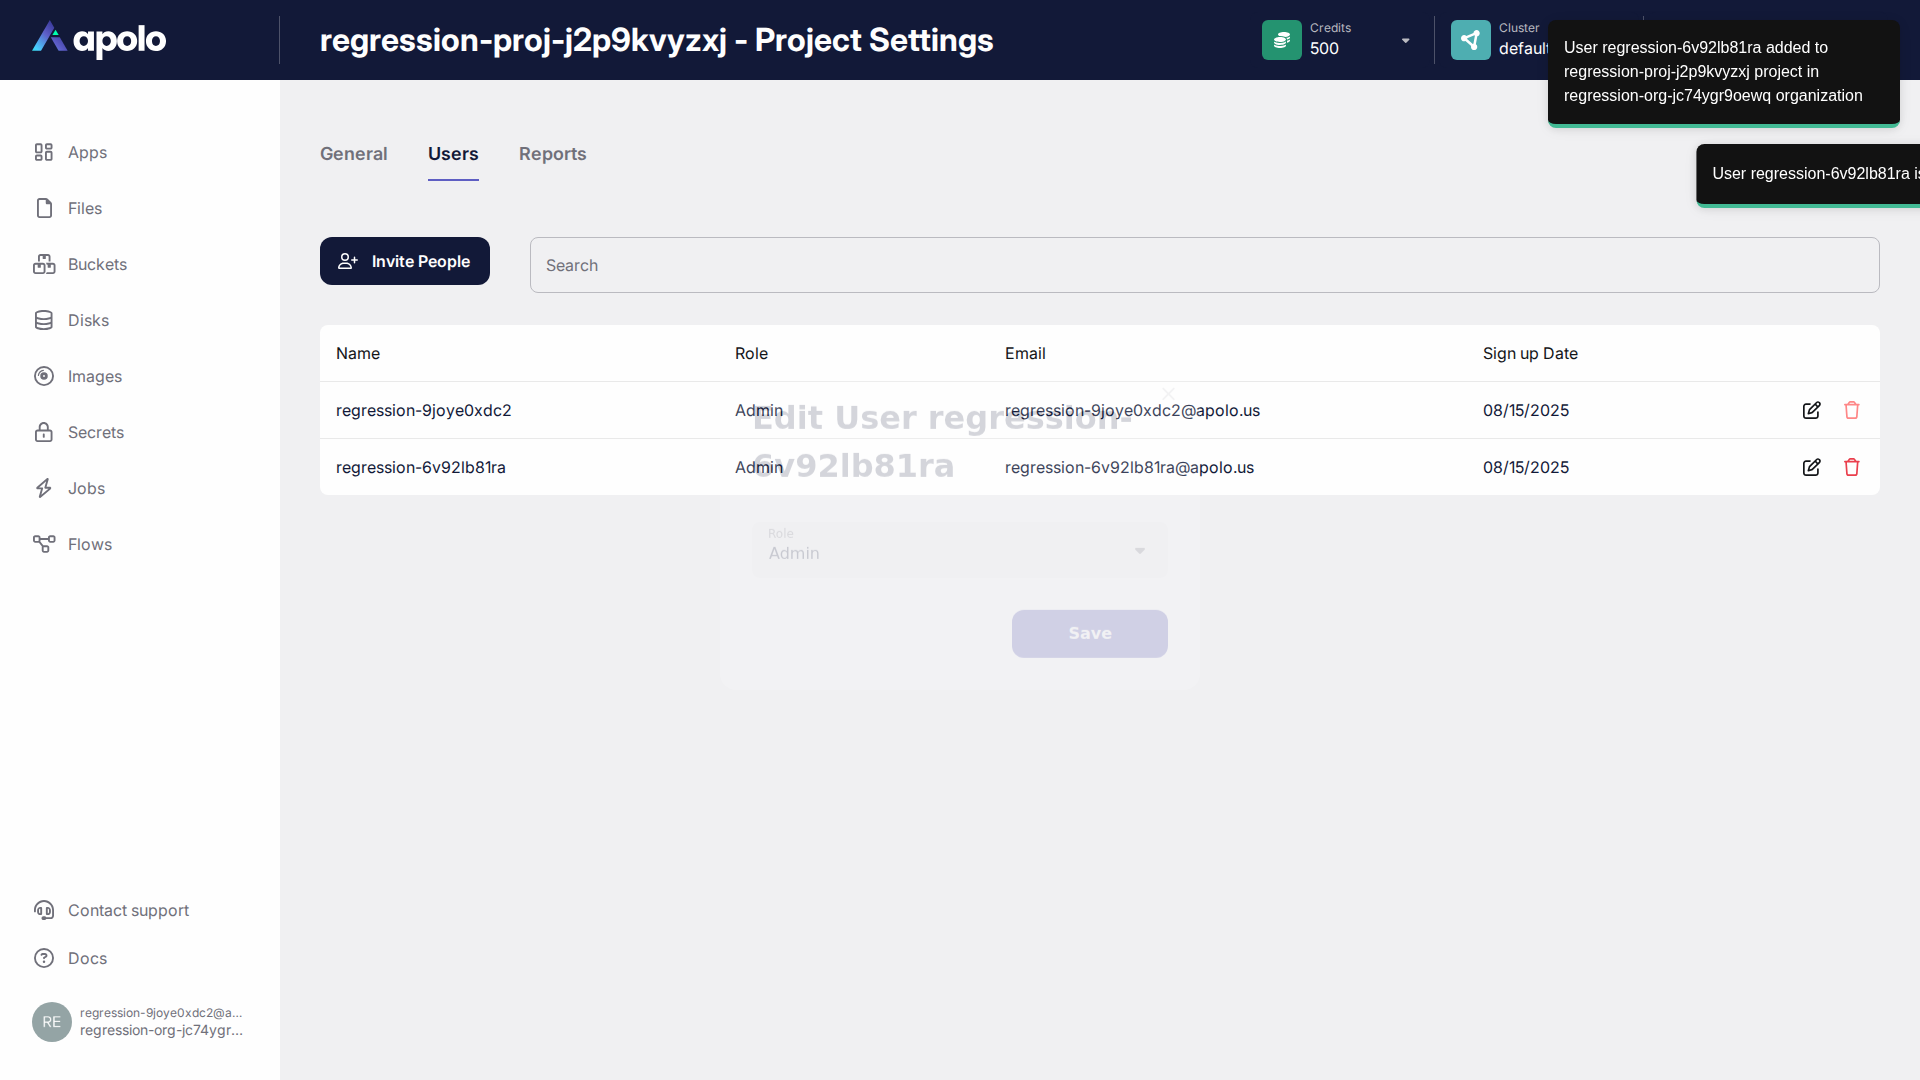 apolo
regression-proj-j2p9kvyzxj - Project Settings
Credits
500
Cluster
default
User regression-6v92lb81ra added to
regression-proj-j2p9kvyzxj project in
regression-org-jc74ygr9oewq organization
User regression-6v92lb81ra is
Apps
Files
Buckets
Disks
Images
Secrets
Jobs
Flows
Contact support
Docs
RE
regression-9joye0xdc2@a...
regression-org-jc74ygr...
General
Users
Reports
Invite People
Search
Name Role Email Sign up Date
regression-9joye0xdc2 Admin regression-9joye0xdc2@apolo.us 08/15/2025
regression-6v92lb81ra Admin regression-6v92lb81ra@apolo.us 08/15/2025
Edit User regression-
6v92lb81ra
Role
Admin
Save